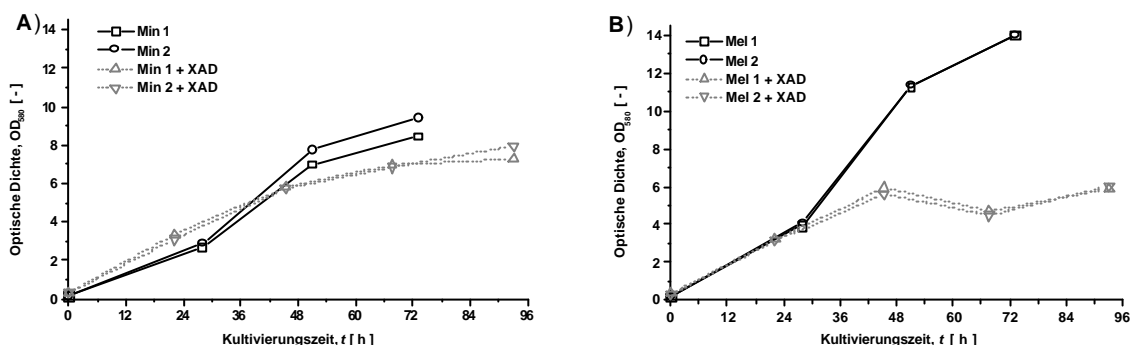 A)
Min 1
Min 2
Min 1 + XAD
Min 2 + XAD
Optische Dichte, OD580 [ - ]
14
12
10
8
6
4
2
0
0 12 24 36 48 60 72 84 96
Kultivierungszeit, t [ h ]
B)
Mel 1
Mel 2
Mel 1 + XAD
Mel 2 + XAD
Optische Dichte, OD580 [ - ]
14
12
10
8
6
4
2
0
0 12 24 36 48 60 72 84 96
Kultivierungszeit, t [ h ]